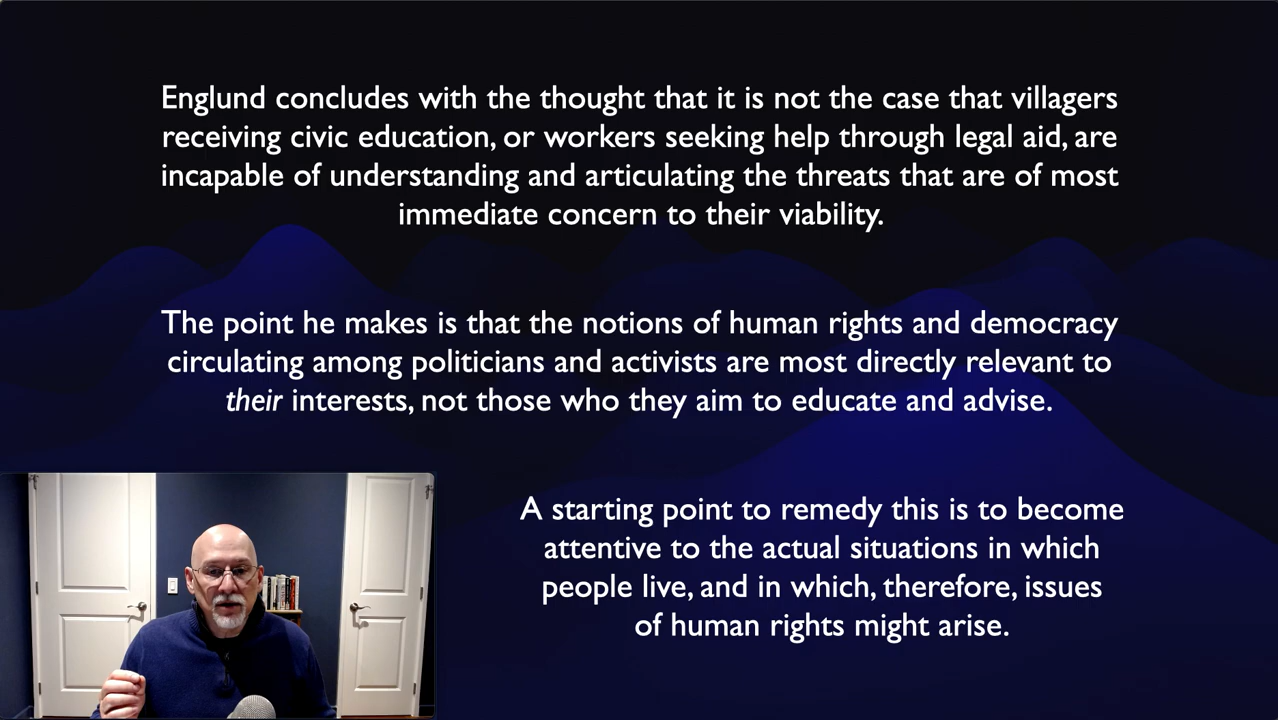 Englund concludes with the thought that it is not the case that villagers
receiving civic education, or workers seeking help through legal aid, are
incapable of understanding and articulating the threats that are of most
immediate concern to their viability.
The point he makes is that the notions of human rights and democracy
circulating among politicians and activists are most directly relevant to
their interests, not those who they aim to educate and advise.
A starting point to remedy this is to become
attentive to the actual situations in which
people live, and in which, therefore, issues
of human rights might arise.